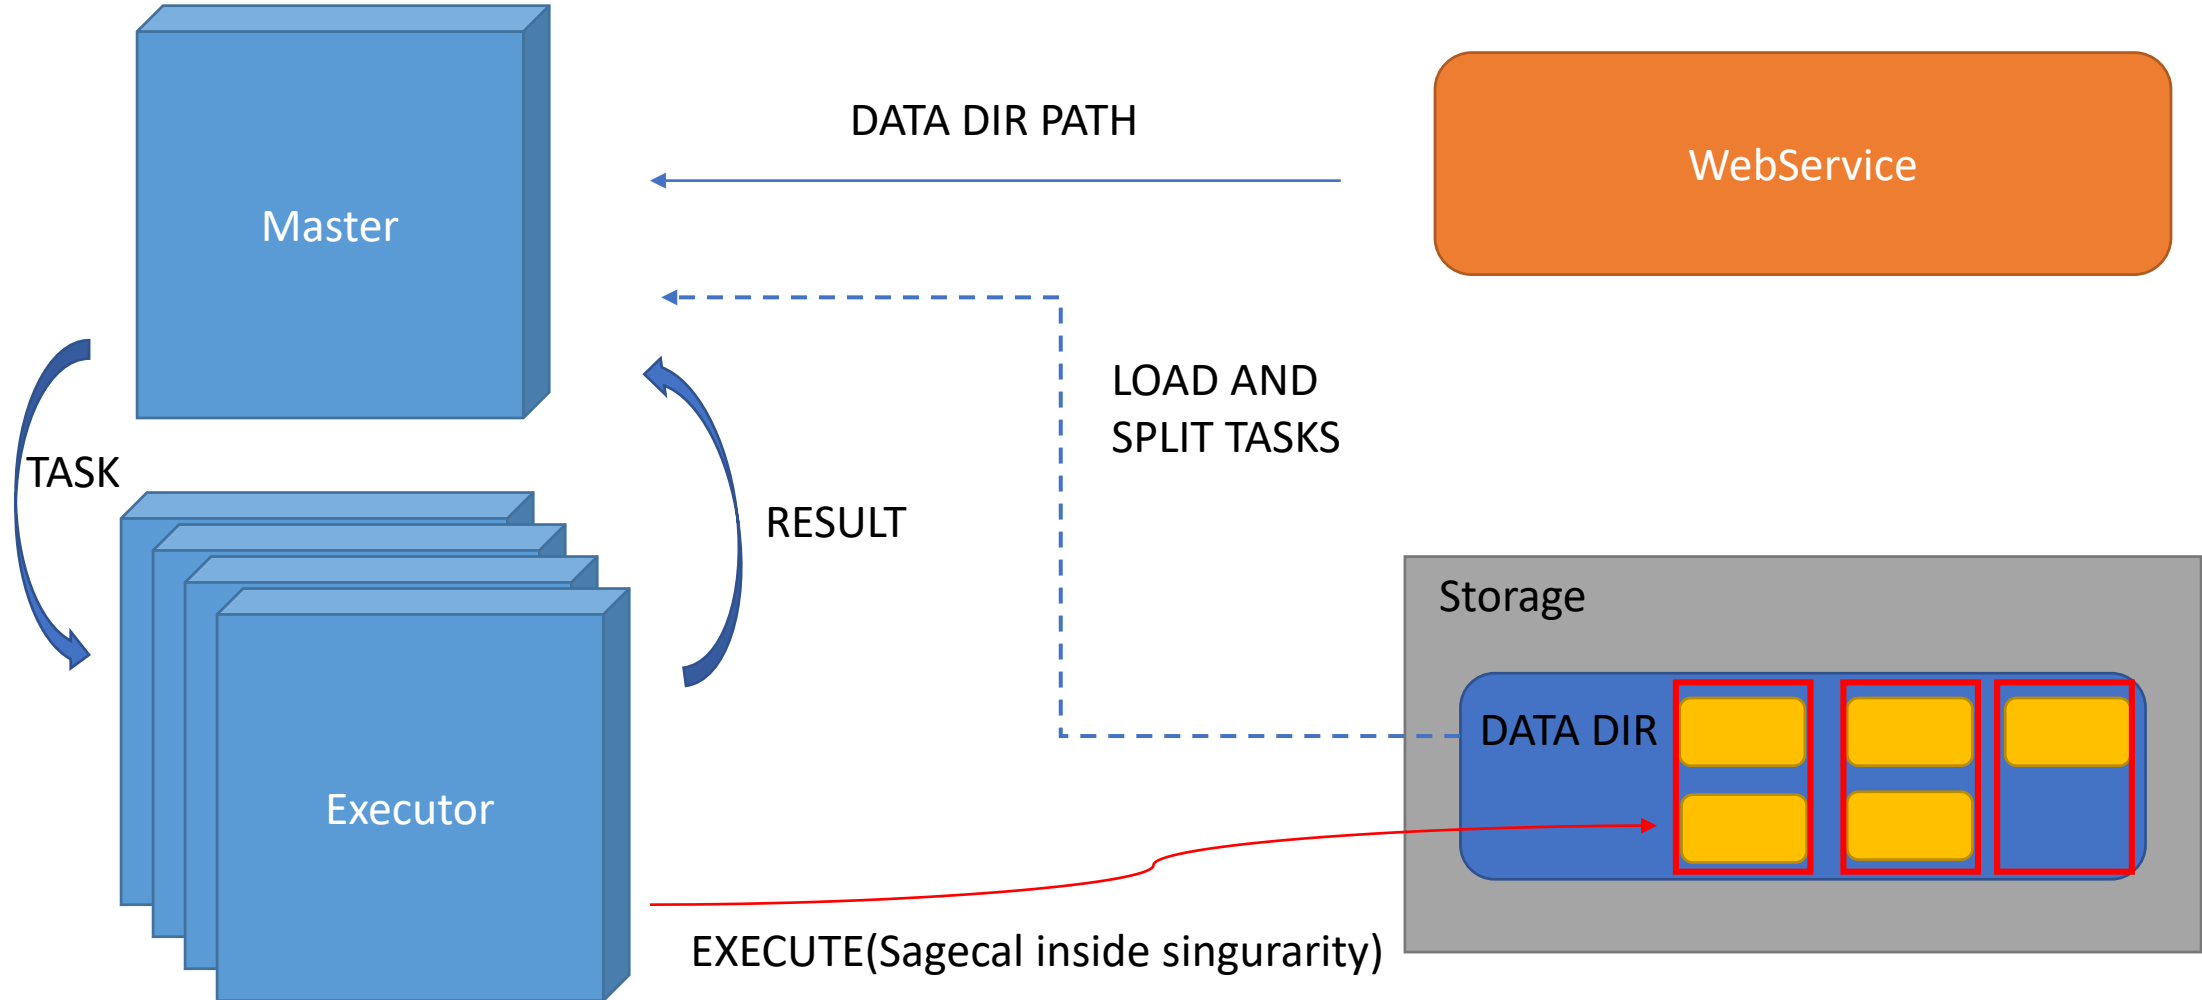 DATA DIR PATH
WebService
Master
LOAD AND
SPLIT TASKS
TASK
RESULT
Storage
DATA DIR
Executor
EXECUTE(Sagecal inside singurarity)